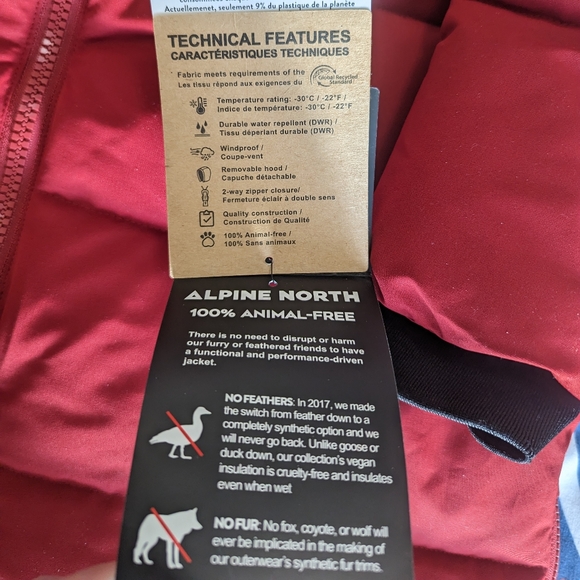 Actuellemenet, seulement 9% du plastique de la planète
TECHNICAL FEATURES
CARACTÉRISTIQUES TECHNIQUES
Fabric meets requirements of the
Les tissu répond aux exigences du
Global Recycled
Standard
Temperature rating: -30°C / -22°F /
Indice de température: -30°C / -22°F
Durable water repellent (DWR) /
Tissu déperlant durable (DWR)
Windproof /
Coupe-vent
Removable hood /
Capuche détachable
2-way zipper closure/
Fermeture éclair à double sens
Quality construction /
Construction de Qualité
100% Animal-free /
100% Sans animaux
ALPINE NORTH
100% ANIMAL-FREE
There is no need to disrupt or harm
our furry or feathered friends to have
a functional and performance-driven
jacket.
NO FEATHERS: In 2017, we made
the switch from feather down to a
completely synthetic option and we
will never go back. Unlike goose or
duck down, our collection's vegan
insulation is cruelty-free and insulates
even when wet
NO FUR: No fox, coyote, or wolf will
ever be implicated in the making of
our outerwear's synthetic fur trims.